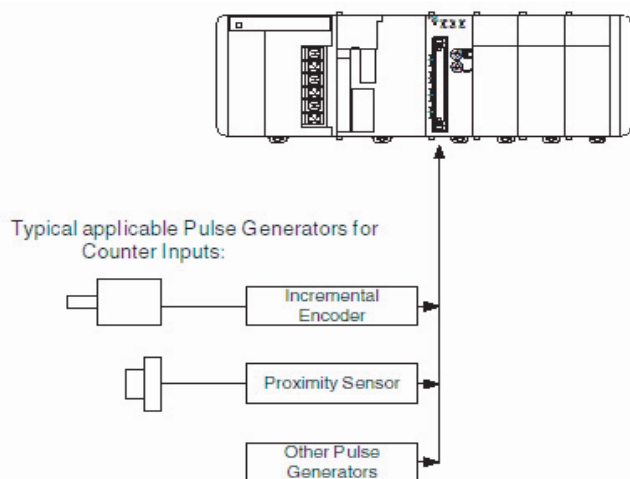 Typical applicable Pulse Generators for
Counter Inputs:
Incremental
Encoder
Proximity Sensor
Other Pulse
Generators